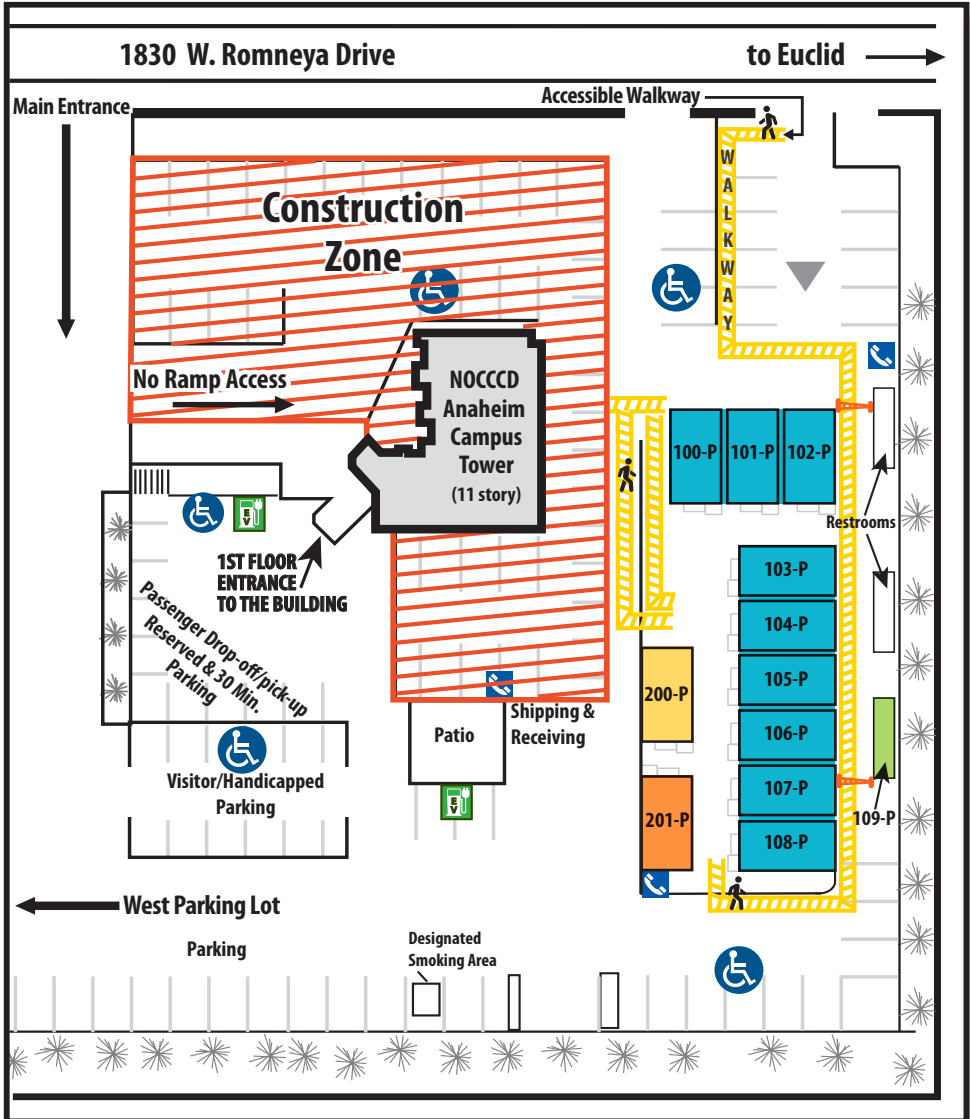 1830 W. Romneya Drive
to Euclid
Main Entrance
Accessible Walkway
WALKWAY
Construction
Zone
No Ramp Access
NOCCCD
Anaheim
Campus
Tower
(11 story)
100-P
101-P
102-P
Restrooms
EV
1ST FLOOR
ENTRANCE
TO THE BUILDING
103-P
104-P
105-P
106-P
107-P
108-P
109-P
200-P
201-P
Passenger Drop-off/pick-up
Reserved & 30 Min.
Parking
Shipping &
Receiving
Patio
EV
Visitor/Handicapped
Parking
West Parking Lot
Parking
Designated
Smoking Area